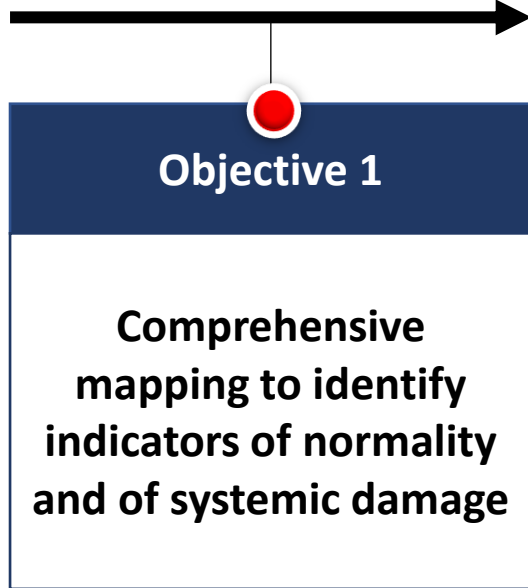 Objective 1
Comprehensive
mapping to identify
indicators of normality
and of systemic damage